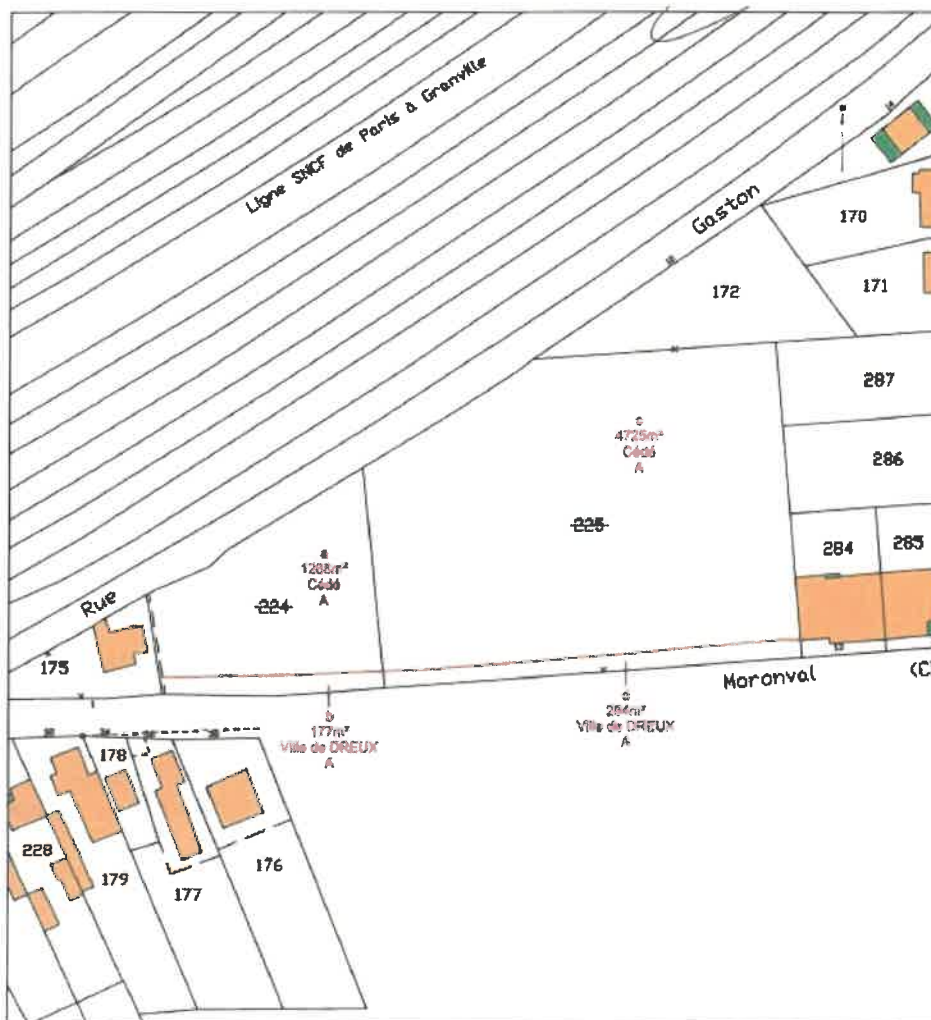 Ligne SNCF de Paris à Granville
Gaston
170
171
172
287
c
4725m²
Cédé
A
286
225
284
285
a
1288m²
Cédé
A
224
Rue
175
Moronval
(C
b
177m²
Ville de DREUX
A
284m²
Ville de DREUX
A
178
228
179
177
176